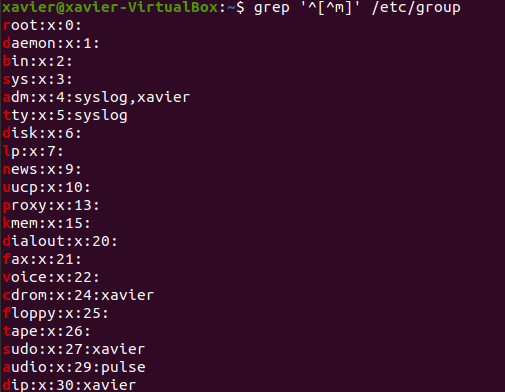 xavier@xavier-VirtualBox:~$ grep '^[^m]' /etc/group
root:x:0:
daemon:x:1:
bin:x:2:
sys:x:3:
adm:x:4:syslog,xavier
tty:x:5:syslog
disk:x:6:
lp:x:7:
news:x:9:
uucp:x:10:
proxy:x:13:
kmem:x:15:
dialout:x:20:
fax:x:21:
voice:x:22:
cdrom:x:24:xavier
floppy:x:25:
tape:x:26:
sudo:x:27:xavier
audio:x:29:pulse
dip:x:30:xavier